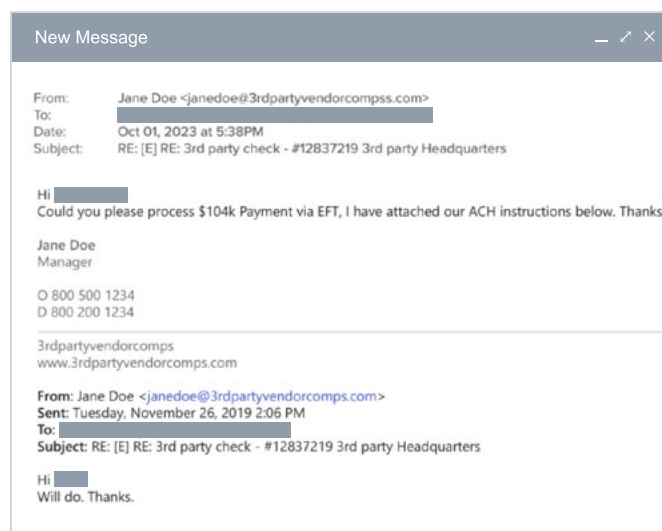 New Message
From: Jane Doe <janedoe@3rdpartyvendorcompss.com>
To:
Date: Oct 01, 2023 at 5:38PM
Subject: RE: [E] RE: 3rd party check - #12837219 3rd party Headquarters
Hi
Could you please process $104k Payment via EFT, I have attached our ACH instructions below. Thanks
Jane Doe
Manager
O 800 500 1234
D 800 200 1234
3rdpartyvendorcomps
www.3rdpartyvendorcomps.com
From: Jane Doe <janedoe@3rdpartyvendorcomps.com>
Sent: Tuesday, November 26, 2019 2:06 PM
To:
Subject: RE: [E] RE: 3rd party check - #12837219 3rd party Headquarters
Hi
Will do. Thanks.